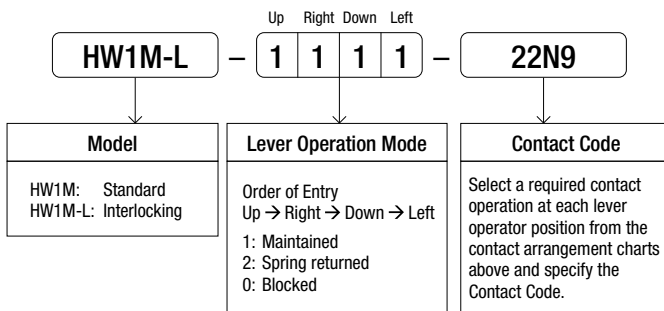 Up Right Down Left
HW1M-L – 1 1 1 1 – 22N9
Model
HW1M: Standard
HW1M-L: Interlocking
Lever Operation Mode
Order of Entry
Up → Right → Down → Left
1: Maintained
2: Spring returned
0: Blocked
Contact Code
Select a required contact
operation at each lever
operator position from the
contact arrangement charts
above and specify the
Contact Code.